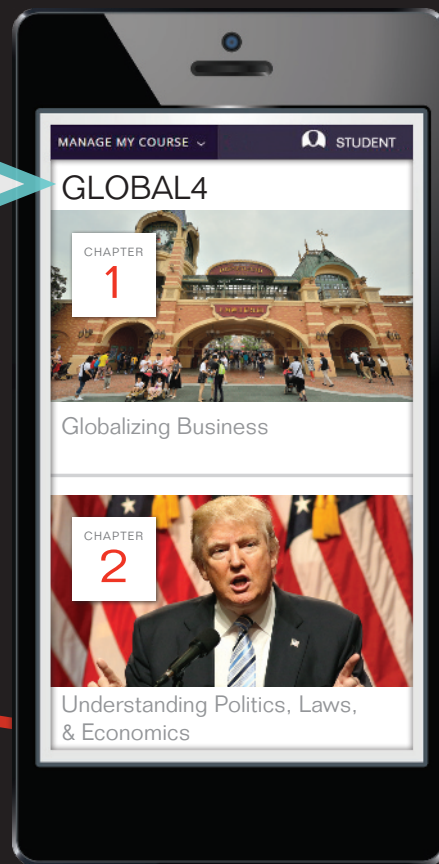 MANAGE MY COURSE
STUDENT
GLOBAL4
CHAPTER
1
Globalizing Business
CHAPTER
2
Understanding Politics, Laws,
& Economics